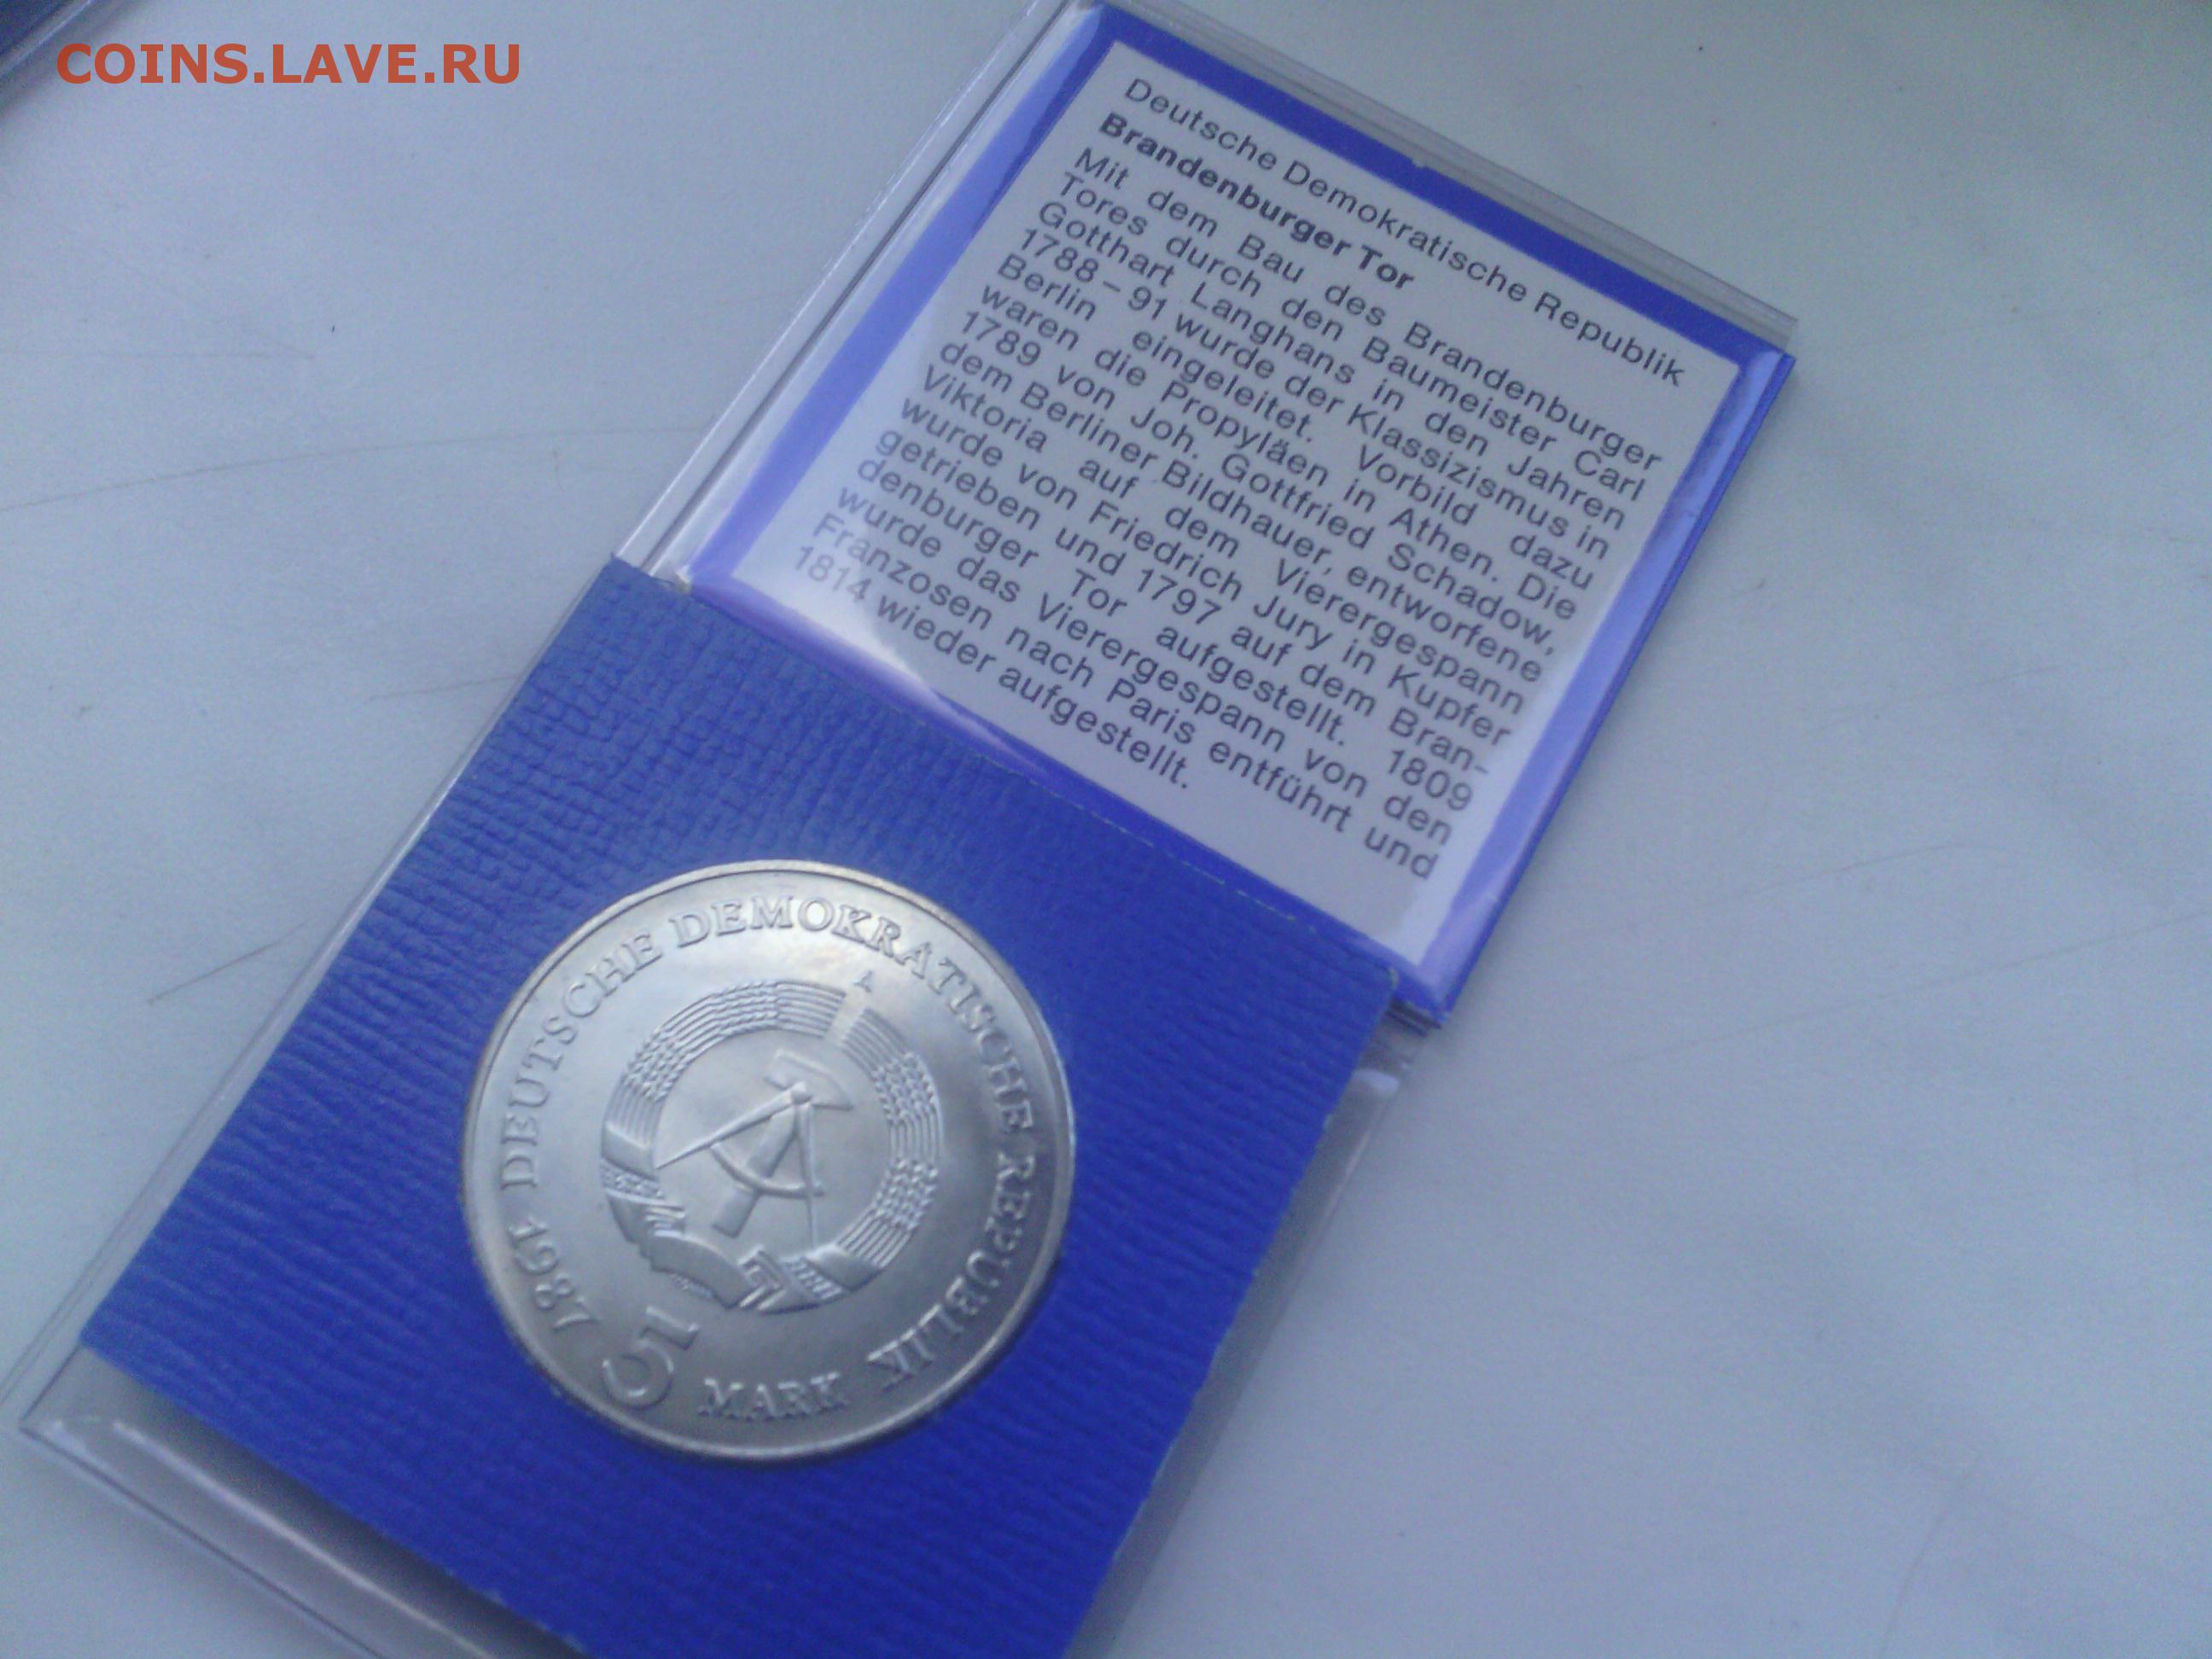 COINS.LAVE.RU
Deutsche Demokratische Republik
Brandenburger Tor
Mit dem Bau des Brandenburger
Tores durch den Baumeister Carl
Gotthart Langhans in den Jahren
1788–91 wurde der Klassizismus in
Berlin eingeleitet. Vorbild dazu
waren die Propyläen in Athen. Die
1789 von Joh. Gottfried Schadow,
dem Berliner Bildhauer, entworfene
Viktoria auf dem Vierergespann
wurde von Friedrich Jury in Kupfer
getrieben und 1797 auf dem Bran-
denburger Tor aufgestellt. 1809
wurde das Vierergespann von den
Franzosen nach Paris entführt und
1814 wieder aufgestellt.
1987 DEUTSCHE DEMOKRATISCHE REPUBLIK
A
5
MARK